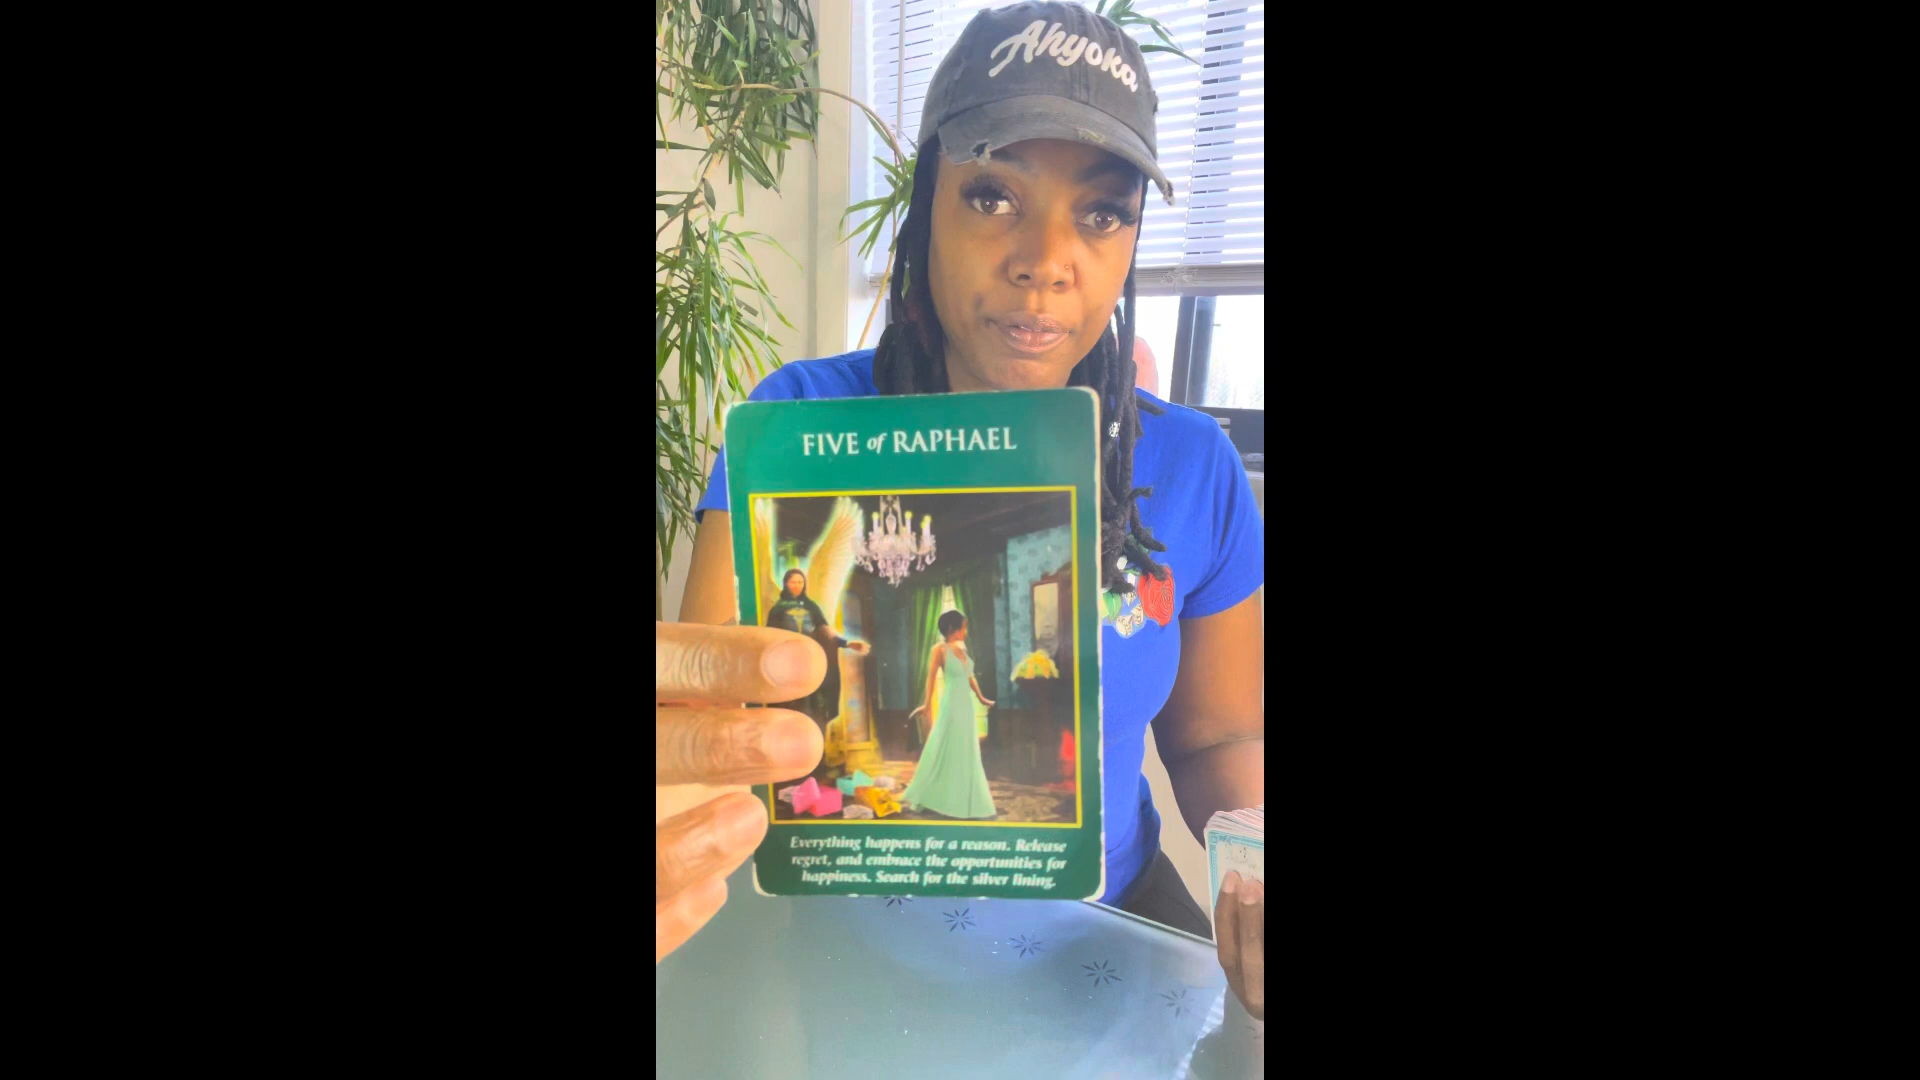 Ahyoka
FIVE of RAPHAEL
Everything happens for a reason. Release
regret, and embrace the opportunities for
happiness. Search for the silver lining.